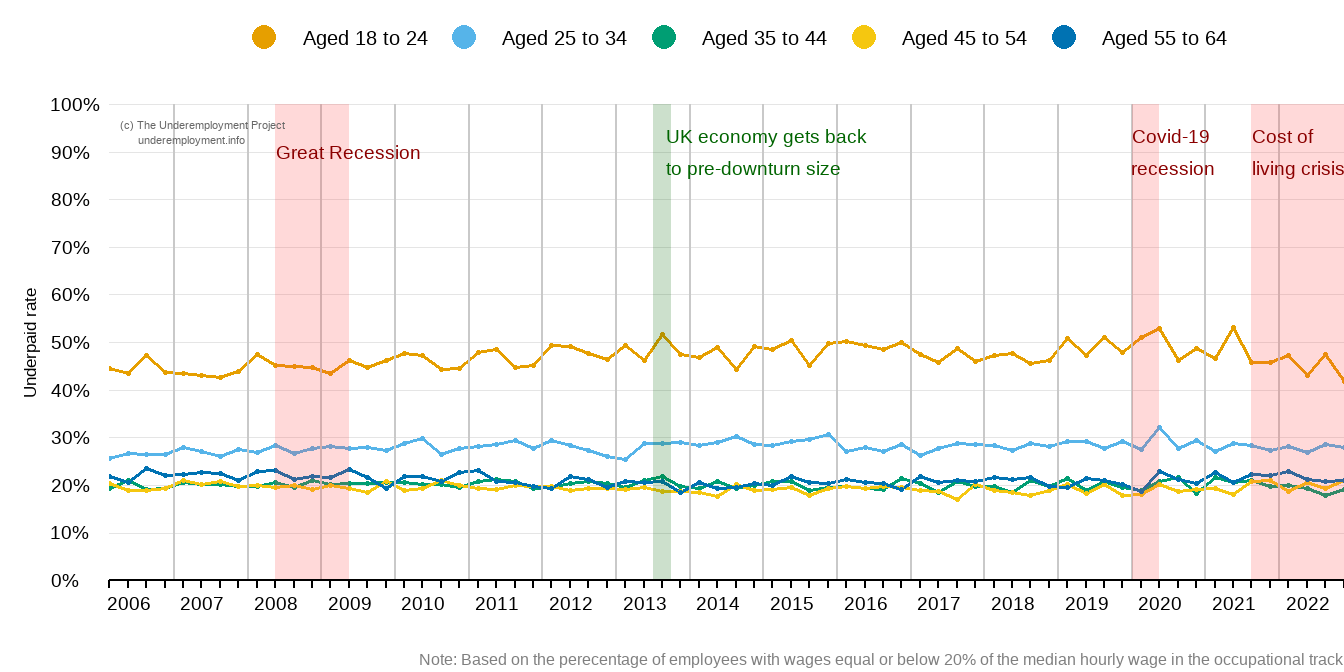 Aged 18 to 24 Aged 25 to 34 Aged 35 to 44 Aged 45 to 54 Aged 55 to 64
100%
(c) The Underemployment Project
underemployment.info
Great Recession
UK economy gets back
to pre-downturn size
Covid-19
recession
Cost of
living crisis
90%
80%
70%
60%
50%
40%
30%
20%
10%
0%
Underpaid rate
2006 2007 2008 2009 2010 2011 2012 2013 2014 2015 2016 2017 2018 2019 2020 2021 2022
Note: Based on the perecentage of employees with wages equal or below 20% of the median hourly wage in the occupational